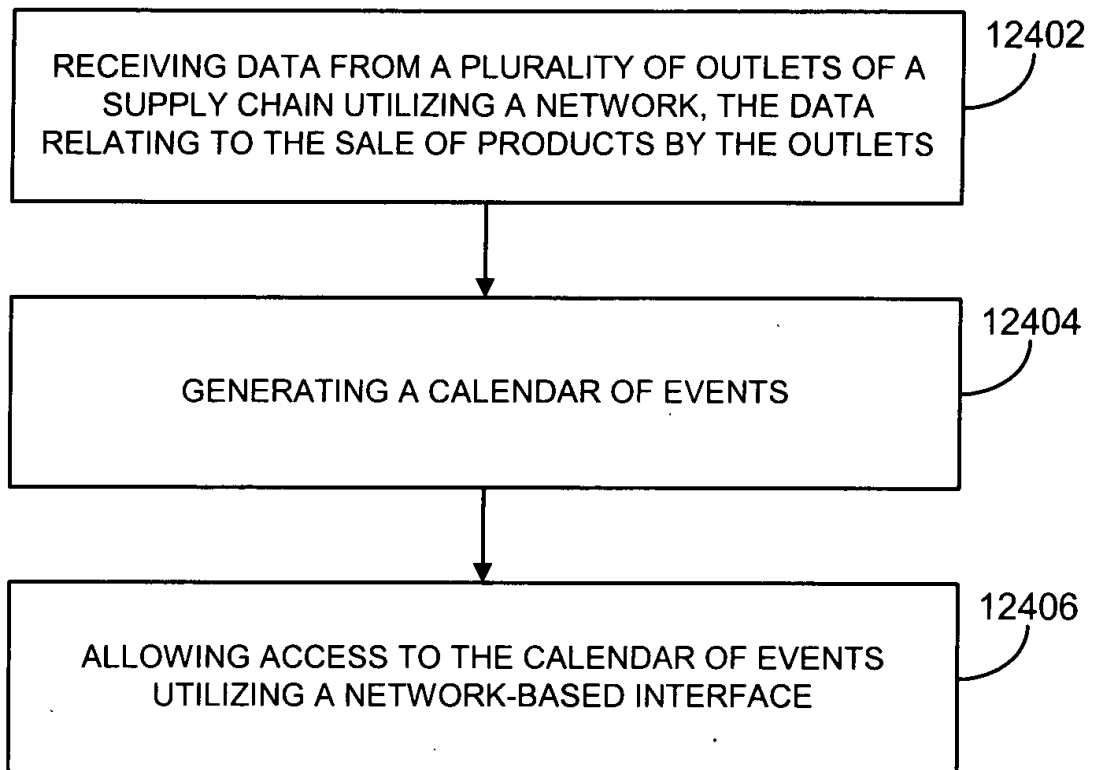 12402
RECEIVING DATA FROM A PLURALITY OF OUTLETS OF A
SUPPLY CHAIN UTILIZING A NETWORK, THE DATA
RELATING TO THE SALE OF PRODUCTS BY THE OUTLETS
12404
GENERATING A CALENDAR OF EVENTS
12406
ALLOWING ACCESS TO THE CALENDAR OF EVENTS
UTILIZING A NETWORK-BASED INTERFACE